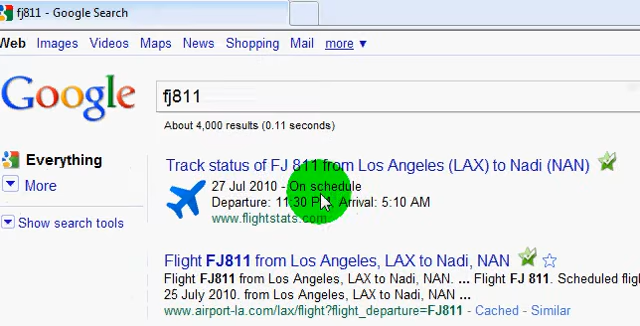 fj811 - Google Search
Web Images Videos Maps News Shopping Mail more ▼
Google
fj811
About 4,000 results (0.11 seconds)
Everything
More
Show search tools
Track status of FJ 811 from Los Angeles (LAX) to Nadi (NAN)
27 Jul 2010 - On schedule
Departure: 11:30 PM Arrival: 5:10 AM
www.flightstats.com
Flight FJ811 from Los Angeles, LAX to Nadi, NAN
Flight FJ811 from Los Angeles, LAX to Nadi, NAN. ... Flight FJ 811. Scheduled
25 July 2010. from Los Angeles, LAX to Nadi, NAN ...
www.airport-la.com/lax/flight?flight_departure=FJ811 - Cached - Similar